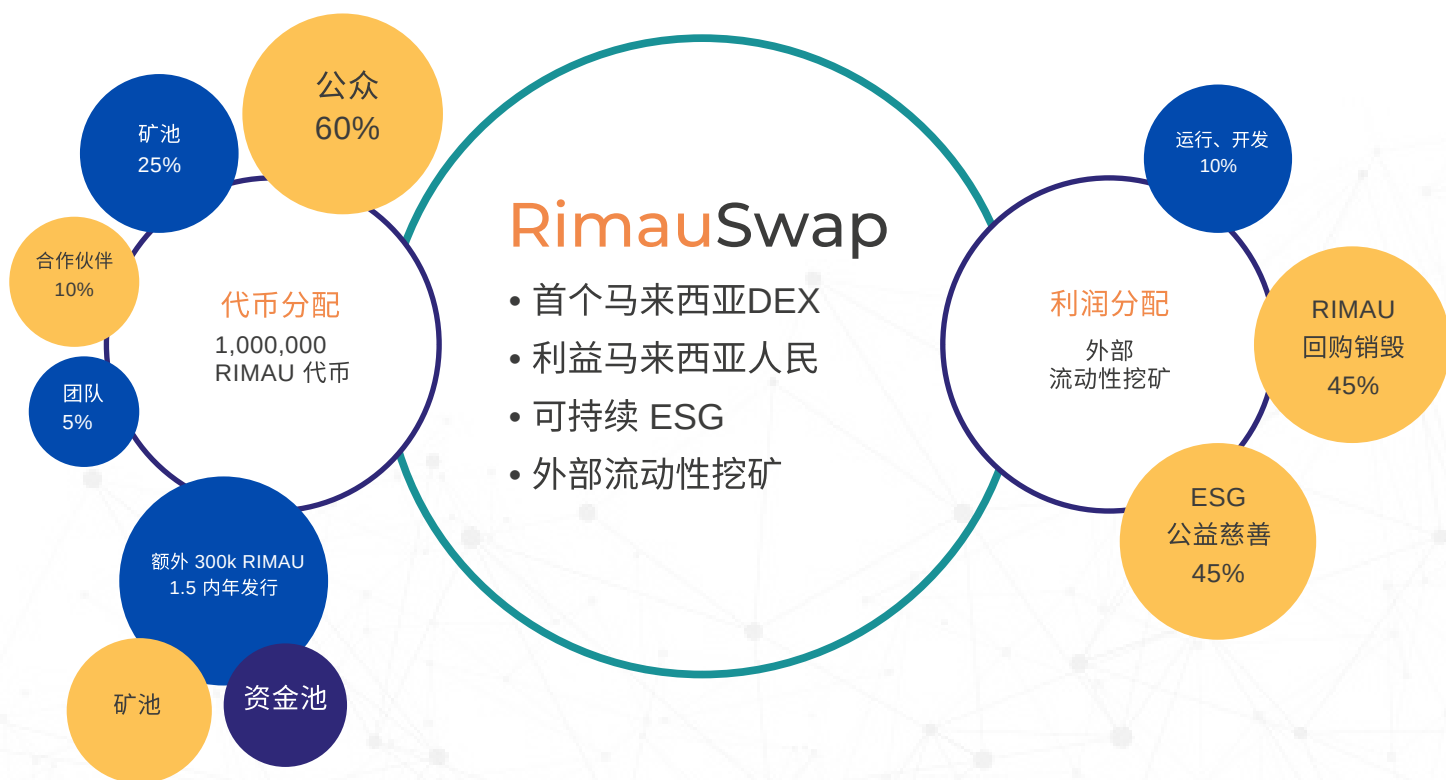 公众
60%
矿池
25%
合作伙伴
10%
团队
5%
代币分配
1,000,000
RIMAU 代币
额外 300k RIMAU
1.5 内年发行
矿池
资金池
RimauSwap
• 首个马来西亚DEX
• 利益马来西亚人民
• 可持续 ESG
• 外部流动性挖矿
利润分配
外部
流动性挖矿
运行、开发
10%
RIMAU
回购销毁
45%
ESG
公益慈善
45%